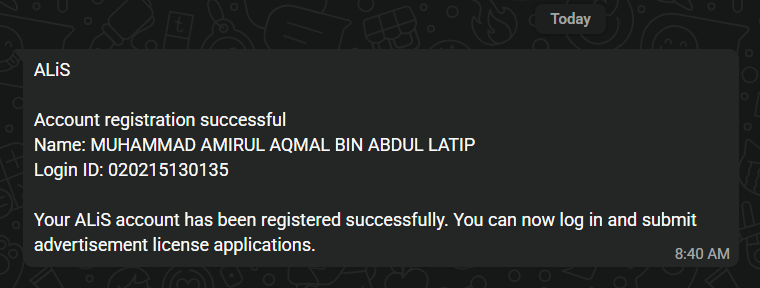 Today
ALiS
Account registration successful
Name: MUHAMMAD AMIRUL AQMAL BIN ABDUL LATIP
Login ID: 020215130135
Your ALiS account has been registered successfully. You can now log in and submit
advertisement license applications.
8:40 AM